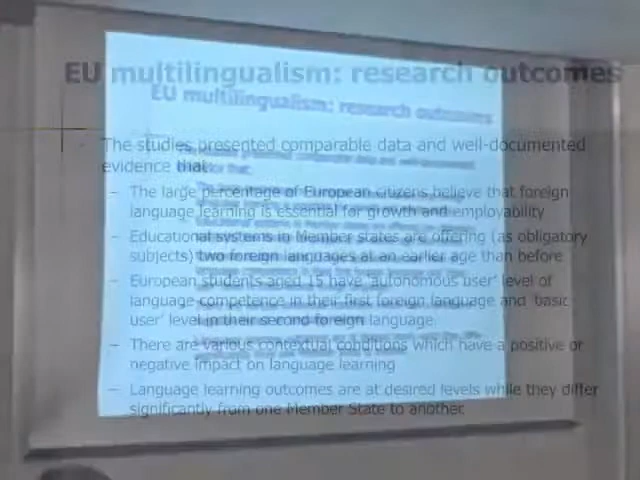 EU multilingualism: research outcomes
EU multilingualism: research outcomes
The studies presented comparable data and well-documented
evidence that:
– The large percentage of European citizens believe that foreign
language learning is essential for growth and employability
– Educational systems in Member states are offering (as obligatory
subjects) two foreign languages at an earlier age than before
– European students aged 15 have 'autonomous user' level of
language competence in their first foreign language and 'basic
user' level in their second foreign language.
– There are various contextual conditions which have a positive or
negative impact on language learning
– Language learning outcomes are at desired levels while they differ
significantly from one Member State to another.